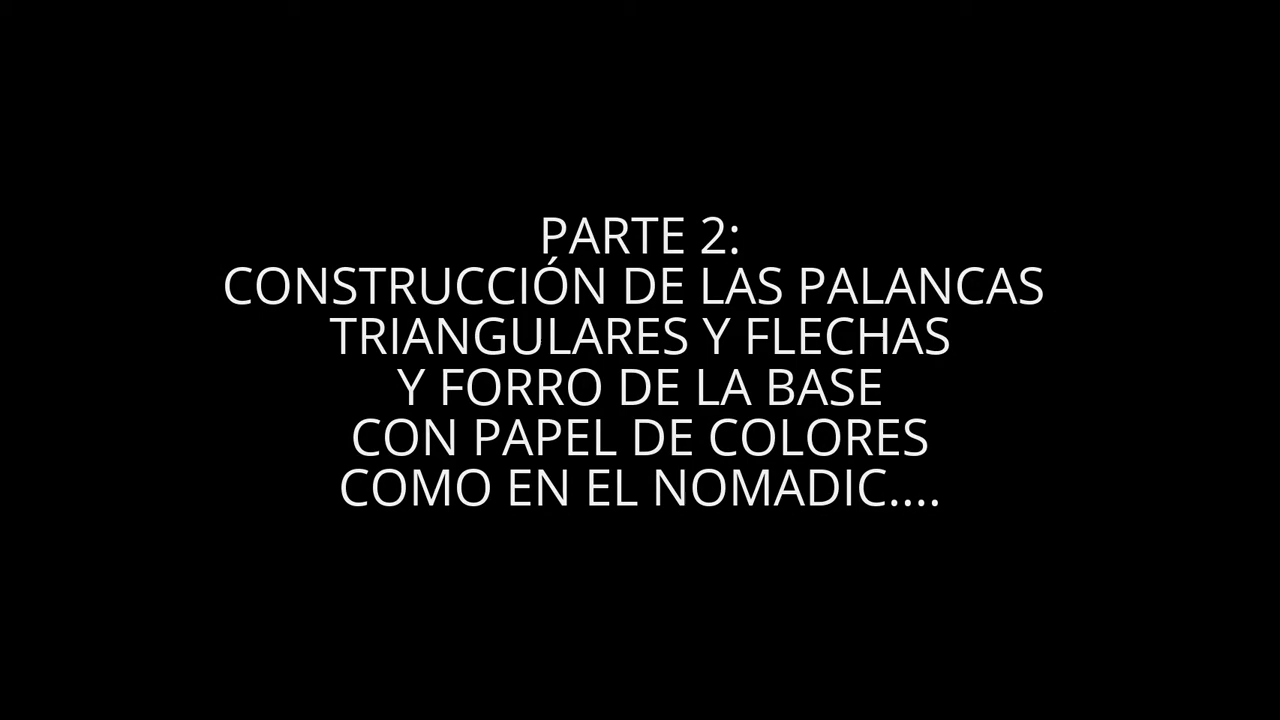 PARTE 2:
CONSTRUCCIÓN DE LAS PALANCAS
TRIANGULARES Y FLECHAS
Y FORRO DE LA BASE
CON PAPEL DE COLORES
COMO EN EL NOMADIC....